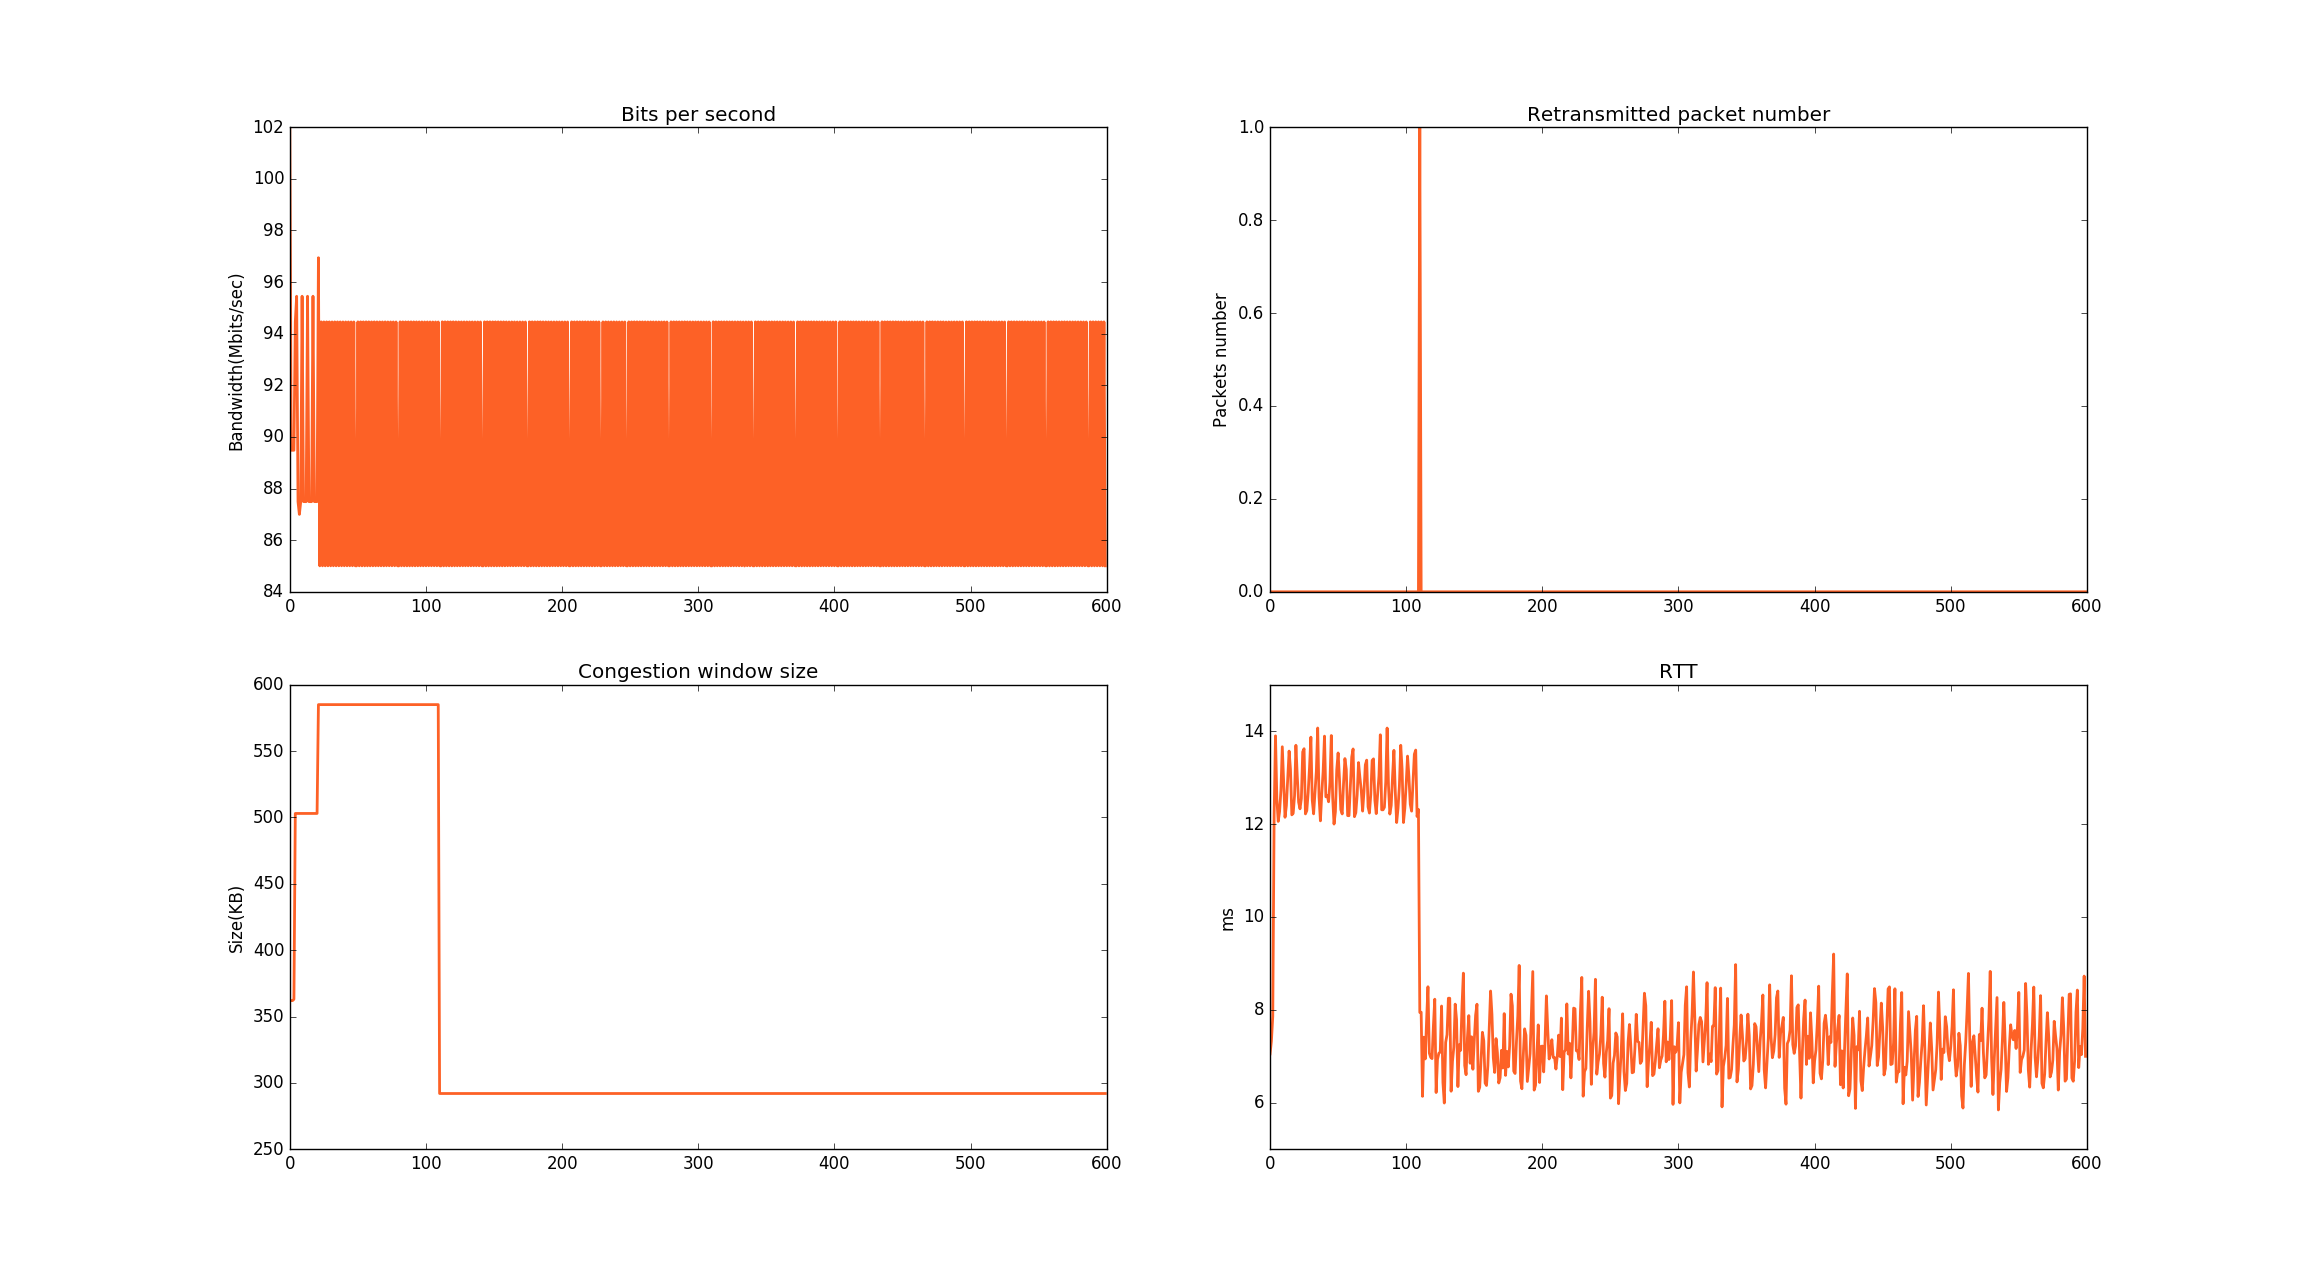 Bits per second
102
100
98
96
94
92
90
88
86
84
Bandwidth(Mbits/sec)
0 100 200 300 400 500 600
Retransmitted packet number
1.0
0.8
0.6
0.4
0.2
0.0
Packets number
0 100 200 300 400 500 600
Congestion window size
600
550
500
450
400
350
300
250
Size(KB)
0 100 200 300 400 500 600
RTT
14
12
10
8
6
ms
0 100 200 300 400 500 600